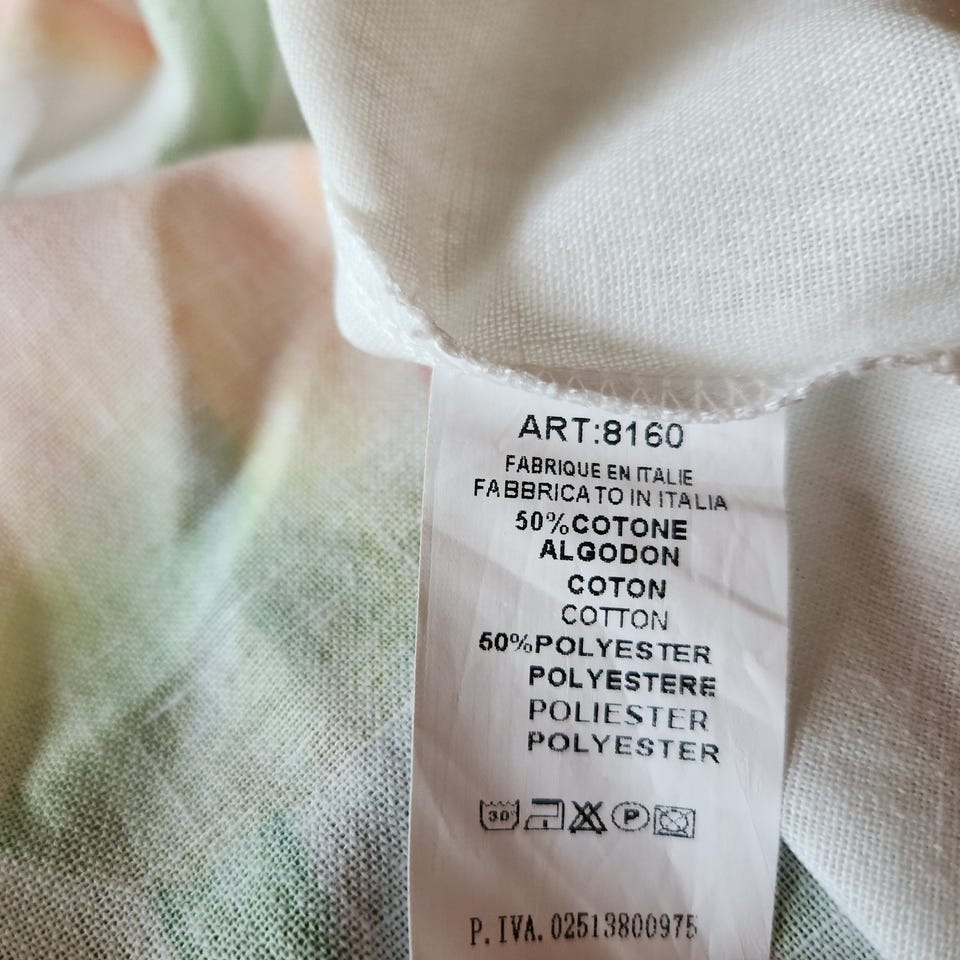 ART:8160
FABRIQUE EN ITALIE
FABBRICATO IN ITALIA
50%COTONE
ALGODON
COTON
COTTON
50%POLYESTER
POLYESTERE
POLIESTER
POLYESTER
30 P
P.IVA.02513800975